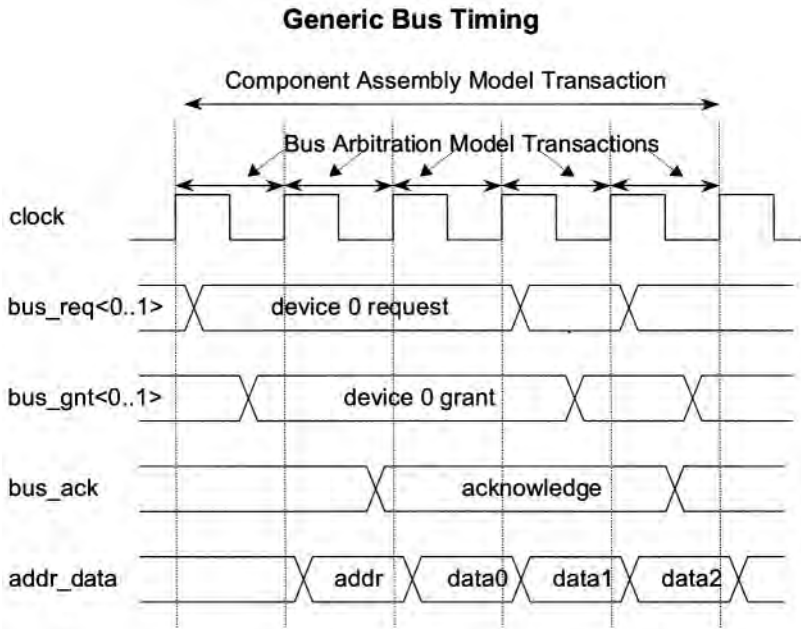 Generic Bus Timing
Component Assembly Model Transaction
Bus Arbitration Model Transactions
clock
bus_req<0..1>
device 0 request
bus_gnt<0..1>
device 0 grant
bus_ack
acknowledge
addr_data
addr
data0
data1
data2